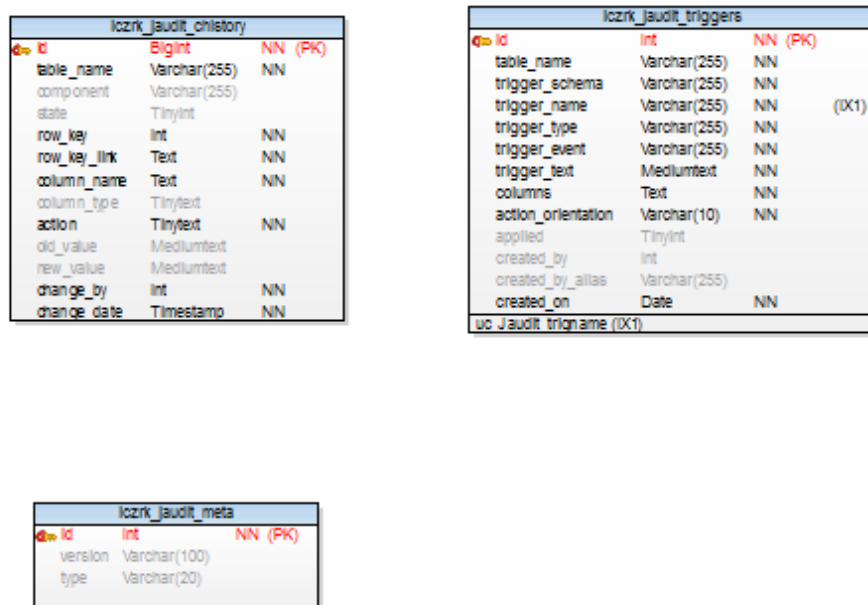 lczrk_jaudit_chistory
id BigInt NN (PK)
table_name Varchar(255) NN
component Varchar(255)
state TinyInt
row_key Int NN
row_key_link Text NN
column_name Text NN
column_type Tinytext
action Tinytext NN
old_value Mediumtext
new_value Mediumtext
change_by Int NN
change_date Timestamp NN
lczrk_jaudit_triggers
id Int NN (PK)
table_name Varchar(255) NN
trigger_schema Varchar(255) NN
trigger_name Varchar(255) NN (IX1)
trigger_type Varchar(255) NN
trigger_event Varchar(255) NN
trigger_text Mediumtext NN
columns Text NN
action_orientation Varchar(10) NN
applied TinyInt
created_by Int
created_by_alias Varchar(255)
created_on Date NN
uc_Jaudit_trigname (IX1)
lczrk_jaudit_meta
id Int NN (PK)
version Varchar(100)
type Varchar(20)